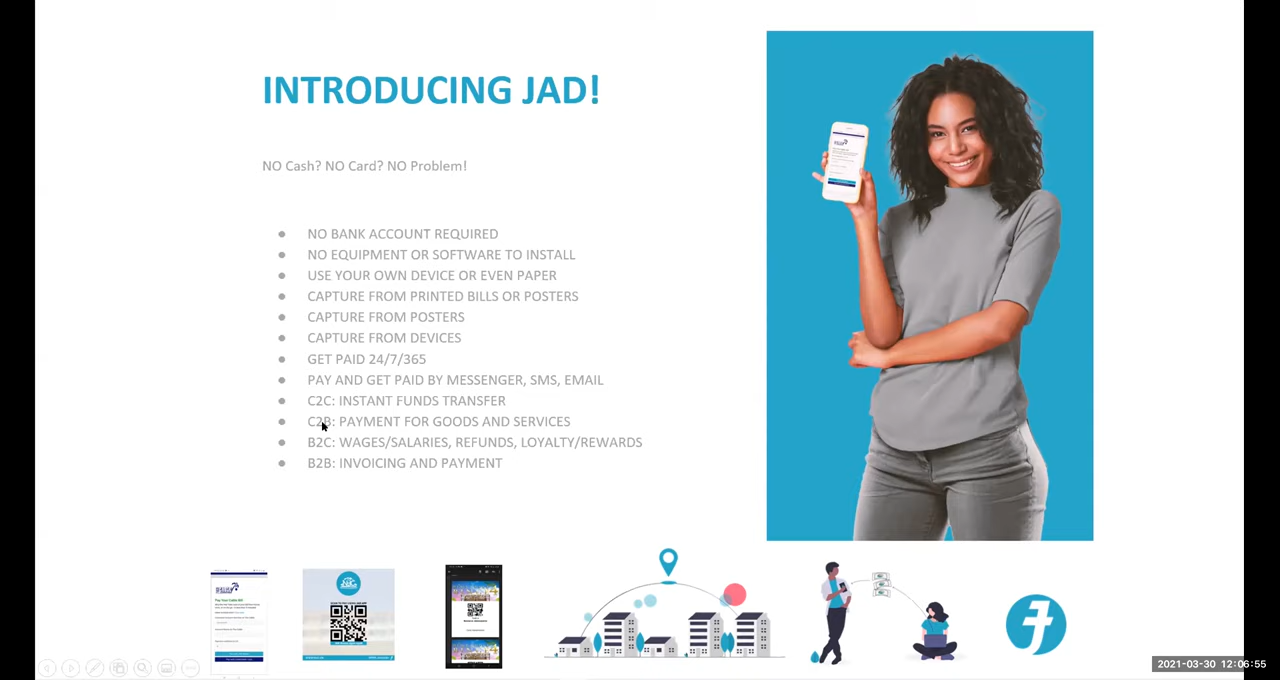 INTRODUCING JAD!
NO Cash? NO Card? NO Problem!
NO BANK ACCOUNT REQUIRED
NO EQUIPMENT OR SOFTWARE TO INSTALL
USE YOUR OWN DEVICE OR EVEN PAPER
CAPTURE FROM PRINTED BILLS OR POSTERS
CAPTURE FROM POSTERS
CAPTURE FROM DEVICES
GET PAID 24/7/365
PAY AND GET PAID BY MESSENGER, SMS, EMAIL
C2C: INSTANT FUNDS TRANSFER
C2B: PAYMENT FOR GOODS AND SERVICES
B2C: WAGES/SALARIES, REFUNDS, LOYALTY/REWARDS
B2B: INVOICING AND PAYMENT
Pay Your Cable Bill
2021-03-30 12:06:55